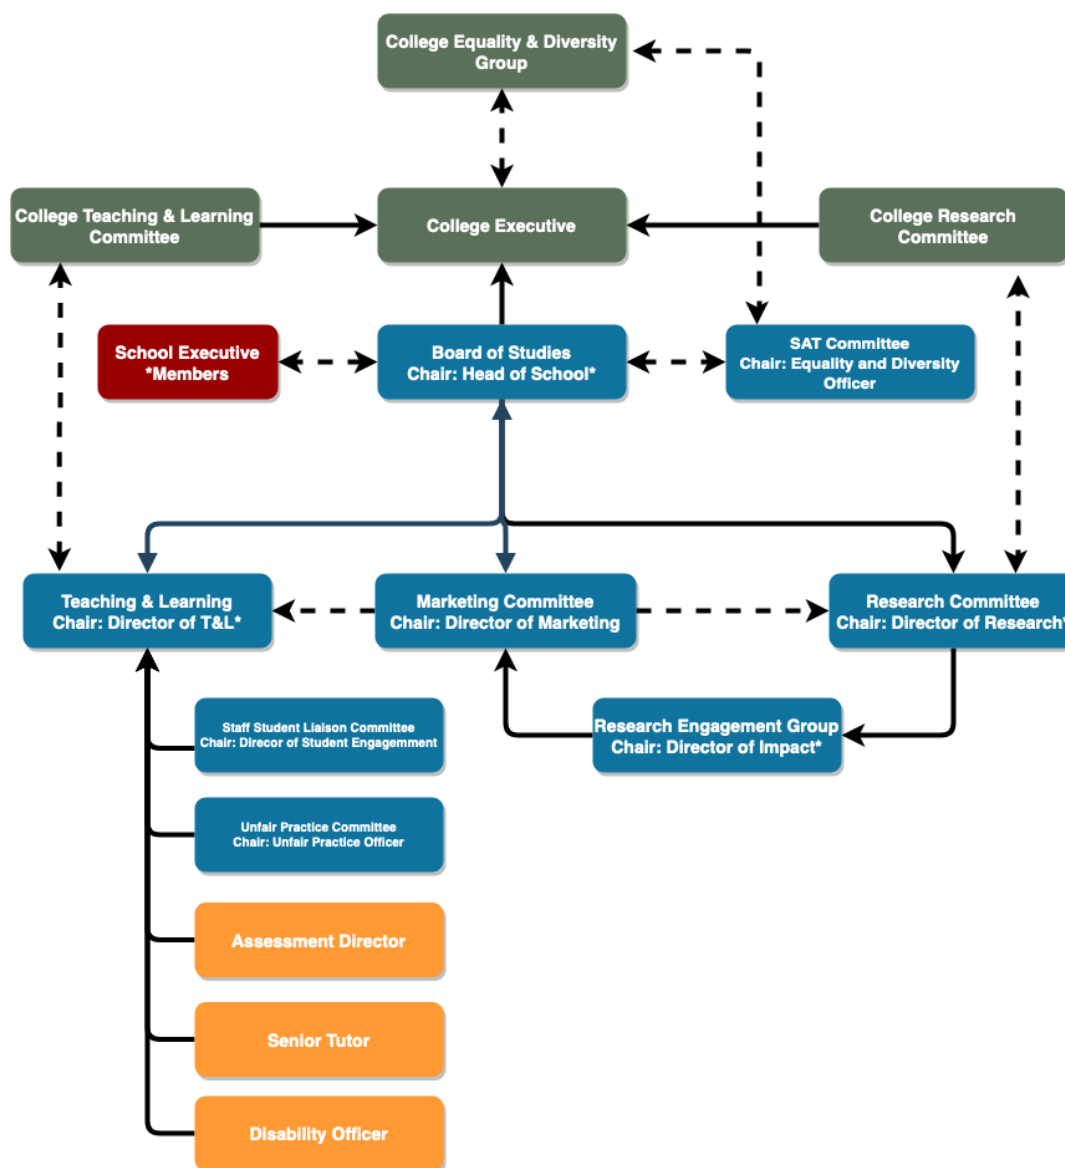 College Equality & Diversity
Group
College Teaching & Learning
Committee
College Executive
College Research
Committee
School Executive
*Members
Board of Studies
Chair: Head of School*
SAT Committee
Chair: Equality and Diversity
Officer
Teaching & Learning
Chair: Director of T&L*
Marketing Committee
Chair: Director of Marketing
Research Committee
Chair: Director of Research*
Staff Student Liaison Committee
Chair: Direcor of Student Engagemment
Research Engagement Group
Chair: Director of Impact*
Unfair Practice Committee
Chair: Unfair Practice Officer
Assessment Director
Senior Tutor
Disability Officer